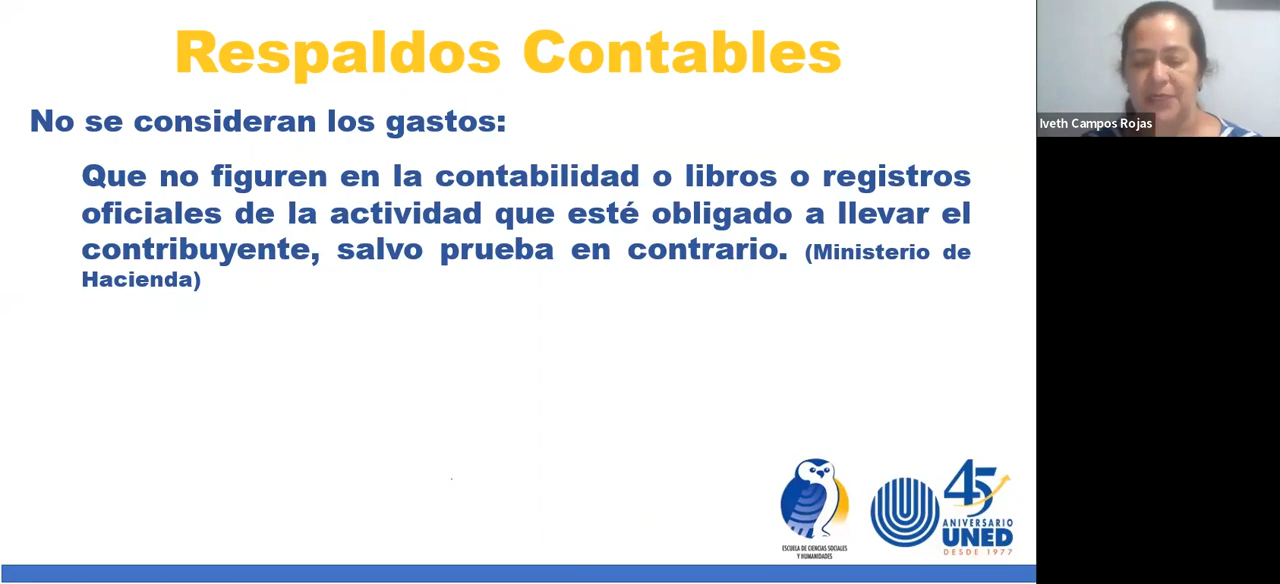 Respaldos Contables
No se consideran los gastos:
Que no figuren en la contabilidad o libros o registros
oficiales de la actividad que esté obligado a llevar el
contribuyente, salvo prueba en contrario. (Ministerio de
Hacienda)
Iveth Campos Rojas
ESCUELA DE CIENCIAS SOCIALES
Y HUMANIDADES
45
ANIVERSARIO
UNED
DESDE 1977